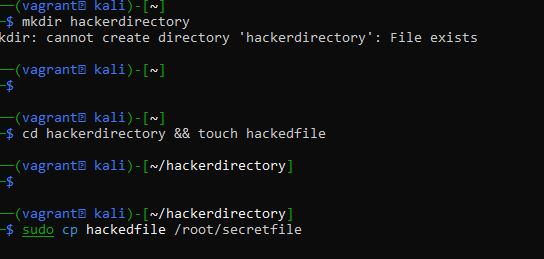 ──(vagrant㉿ kali)-[~]
─$ mkdir hackerdirectory
kdir: cannot create directory 'hackerdirectory': File exists
──(vagrant㉿ kali)-[~]
─$
──(vagrant㉿ kali)-[~]
─$ cd hackerdirectory && touch hackedfile
──(vagrant㉿ kali)-[~/hackerdirectory]
─$
──(vagrant㉿ kali)-[~/hackerdirectory]
─$ sudo cp hackedfile /root/secretfile